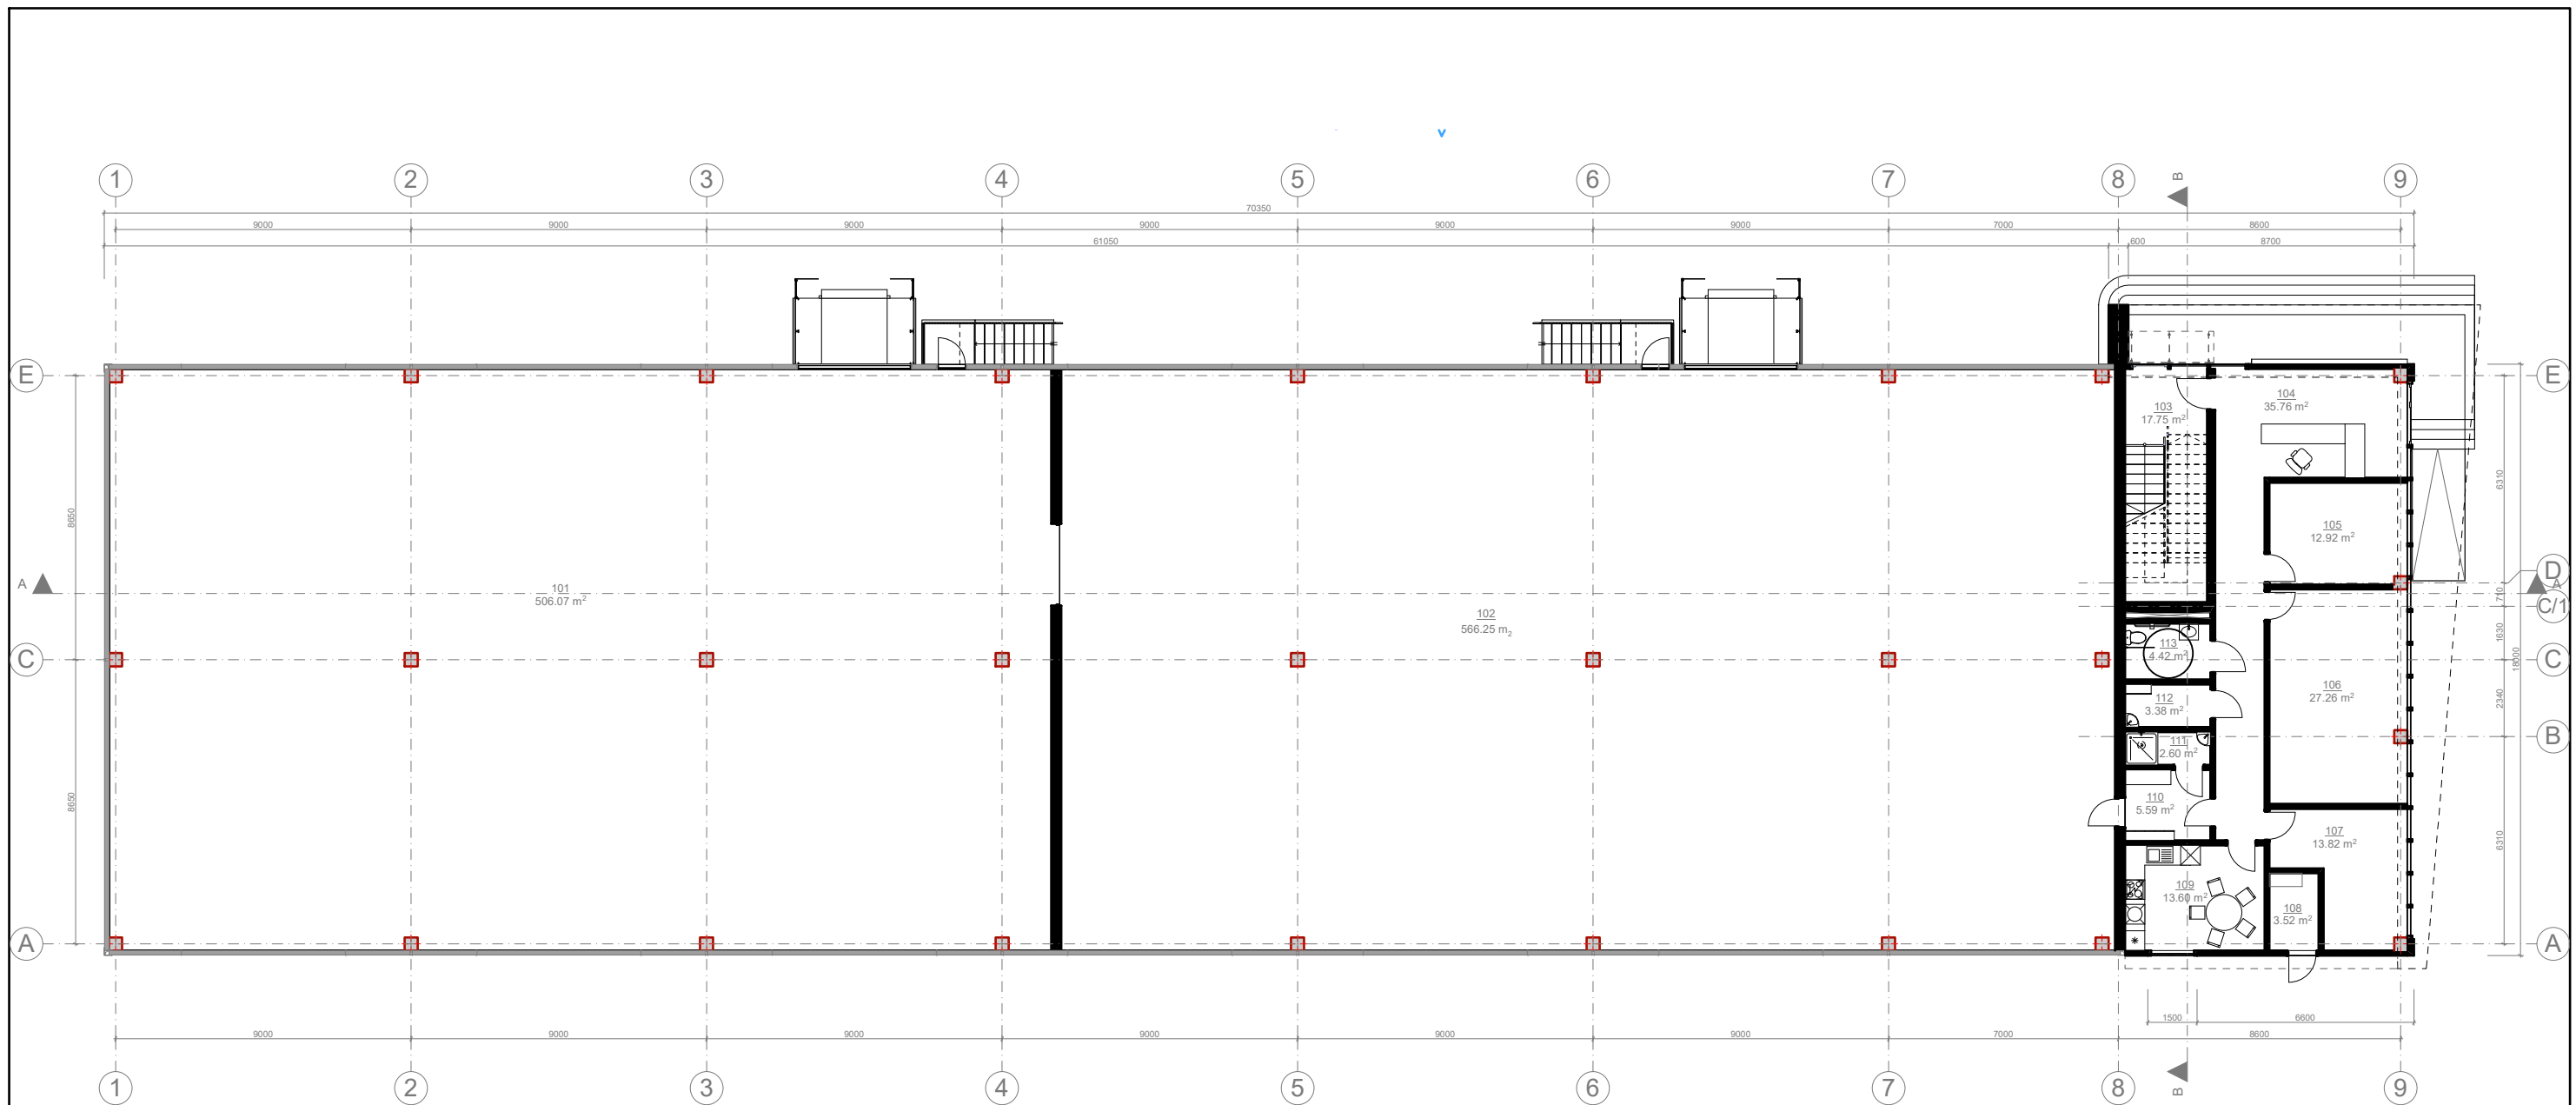 1 2 3 4 5 6 7 8 9
B
70350
9000 9000 9000 9000 9000 9000 7000 8600
61050 600 8700
E E
103
17.75 m²
104
35.76 m²
8650
6310
105
12.92 m²
A
101
506.07 m²
D
A
710
C/1
102
566.25 m₂
1630
18000
113
4.42 m²
C C
106
27.26 m²
112
3.38 m²
2340
B
111
2.60 m²
110
5.59 m²
8650
107
13.82 m²
6310
109
13.60 m²
108
3.52 m²
A A
1500 6600
9000 9000 9000 9000 9000 9000 7000 8600
B
1 2 3 4 5 6 7 8 9